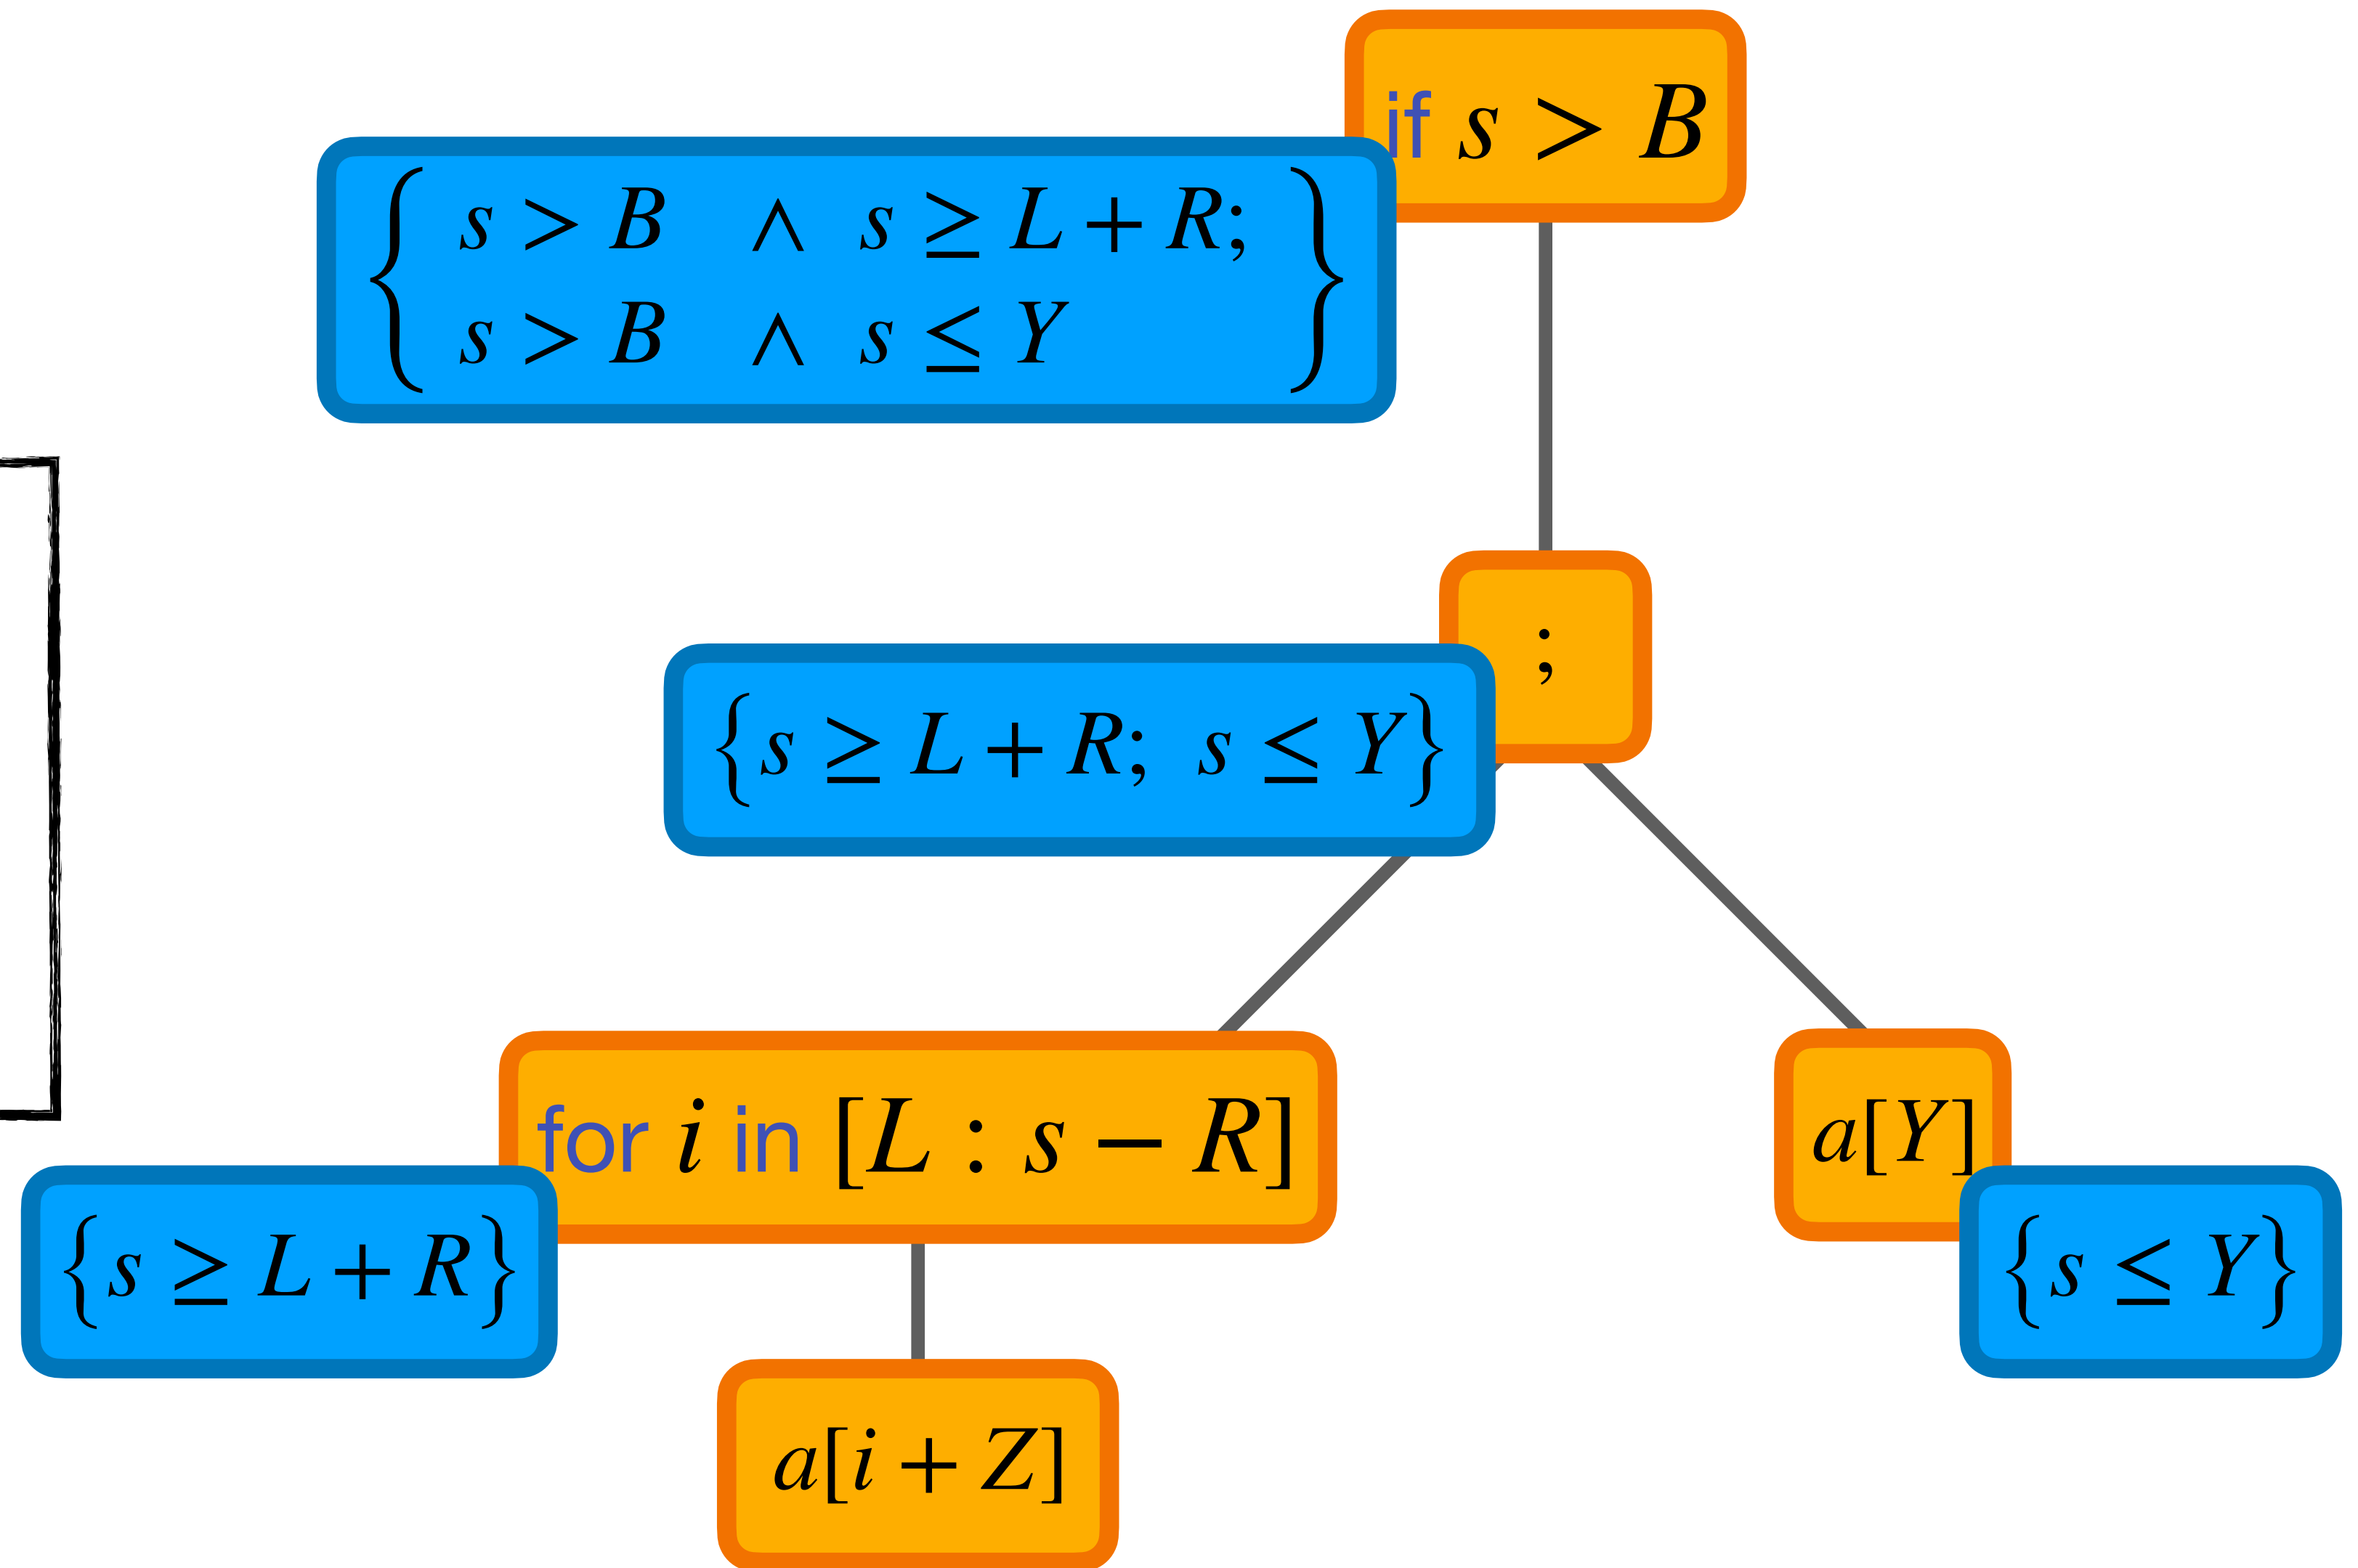 if s > B
{ s > B ∧ s ≥ L + R;
s > B ∧ s ≤ Y }
;
{s ≥ L + R; s ≤ Y}
for i in [L : s − R]
a[Y]
{s ≥ L + R}
{s ≤ Y}
a[i + Z]